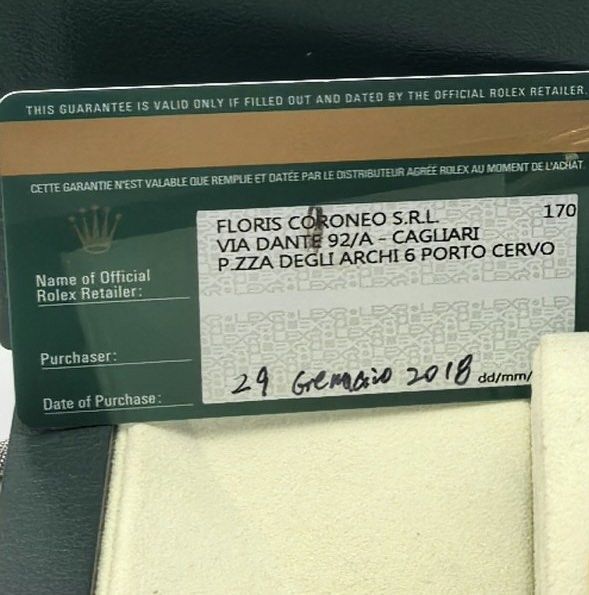 THIS GUARANTEE IS VALID ONLY IF FILLED OUT AND DATED BY THE OFFICIAL ROLEX RETAILER.
CETTE GARANTIE N'EST VALABLE QUE REMPLIE ET DATÉE PAR LE DISTRIBUTEUR AGRÉÉ ROLEX AU MOMENT DE L'ACHAT.
FLORIS CORONEO S.R.L. 170
VIA DANTE 92/A - CAGLIARI
P.ZZA DEGLI ARCHI 6 PORTO CERVO
Name of Official
Rolex Retailer:
Purchaser:
29 Gennaio 2018 dd/mm/
Date of Purchase: